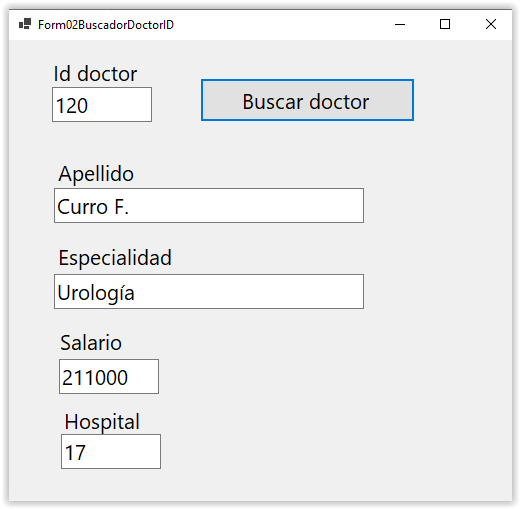 Form02BuscadorDoctorID
Id doctor
120
Buscar doctor
Apellido
Curro F.
Especialidad
Urología
Salario
211000
Hospital
17